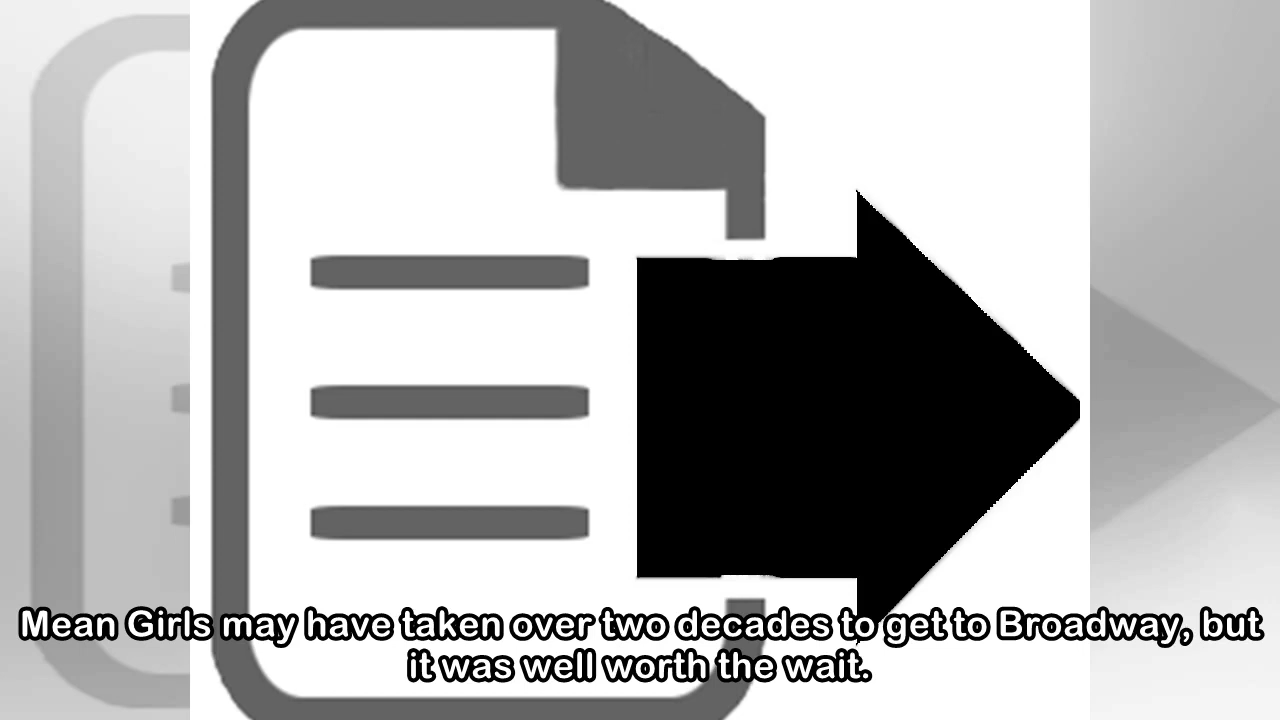 Mean Girls may have taken over two decades to get to Broadway, but
it was well worth the wait.